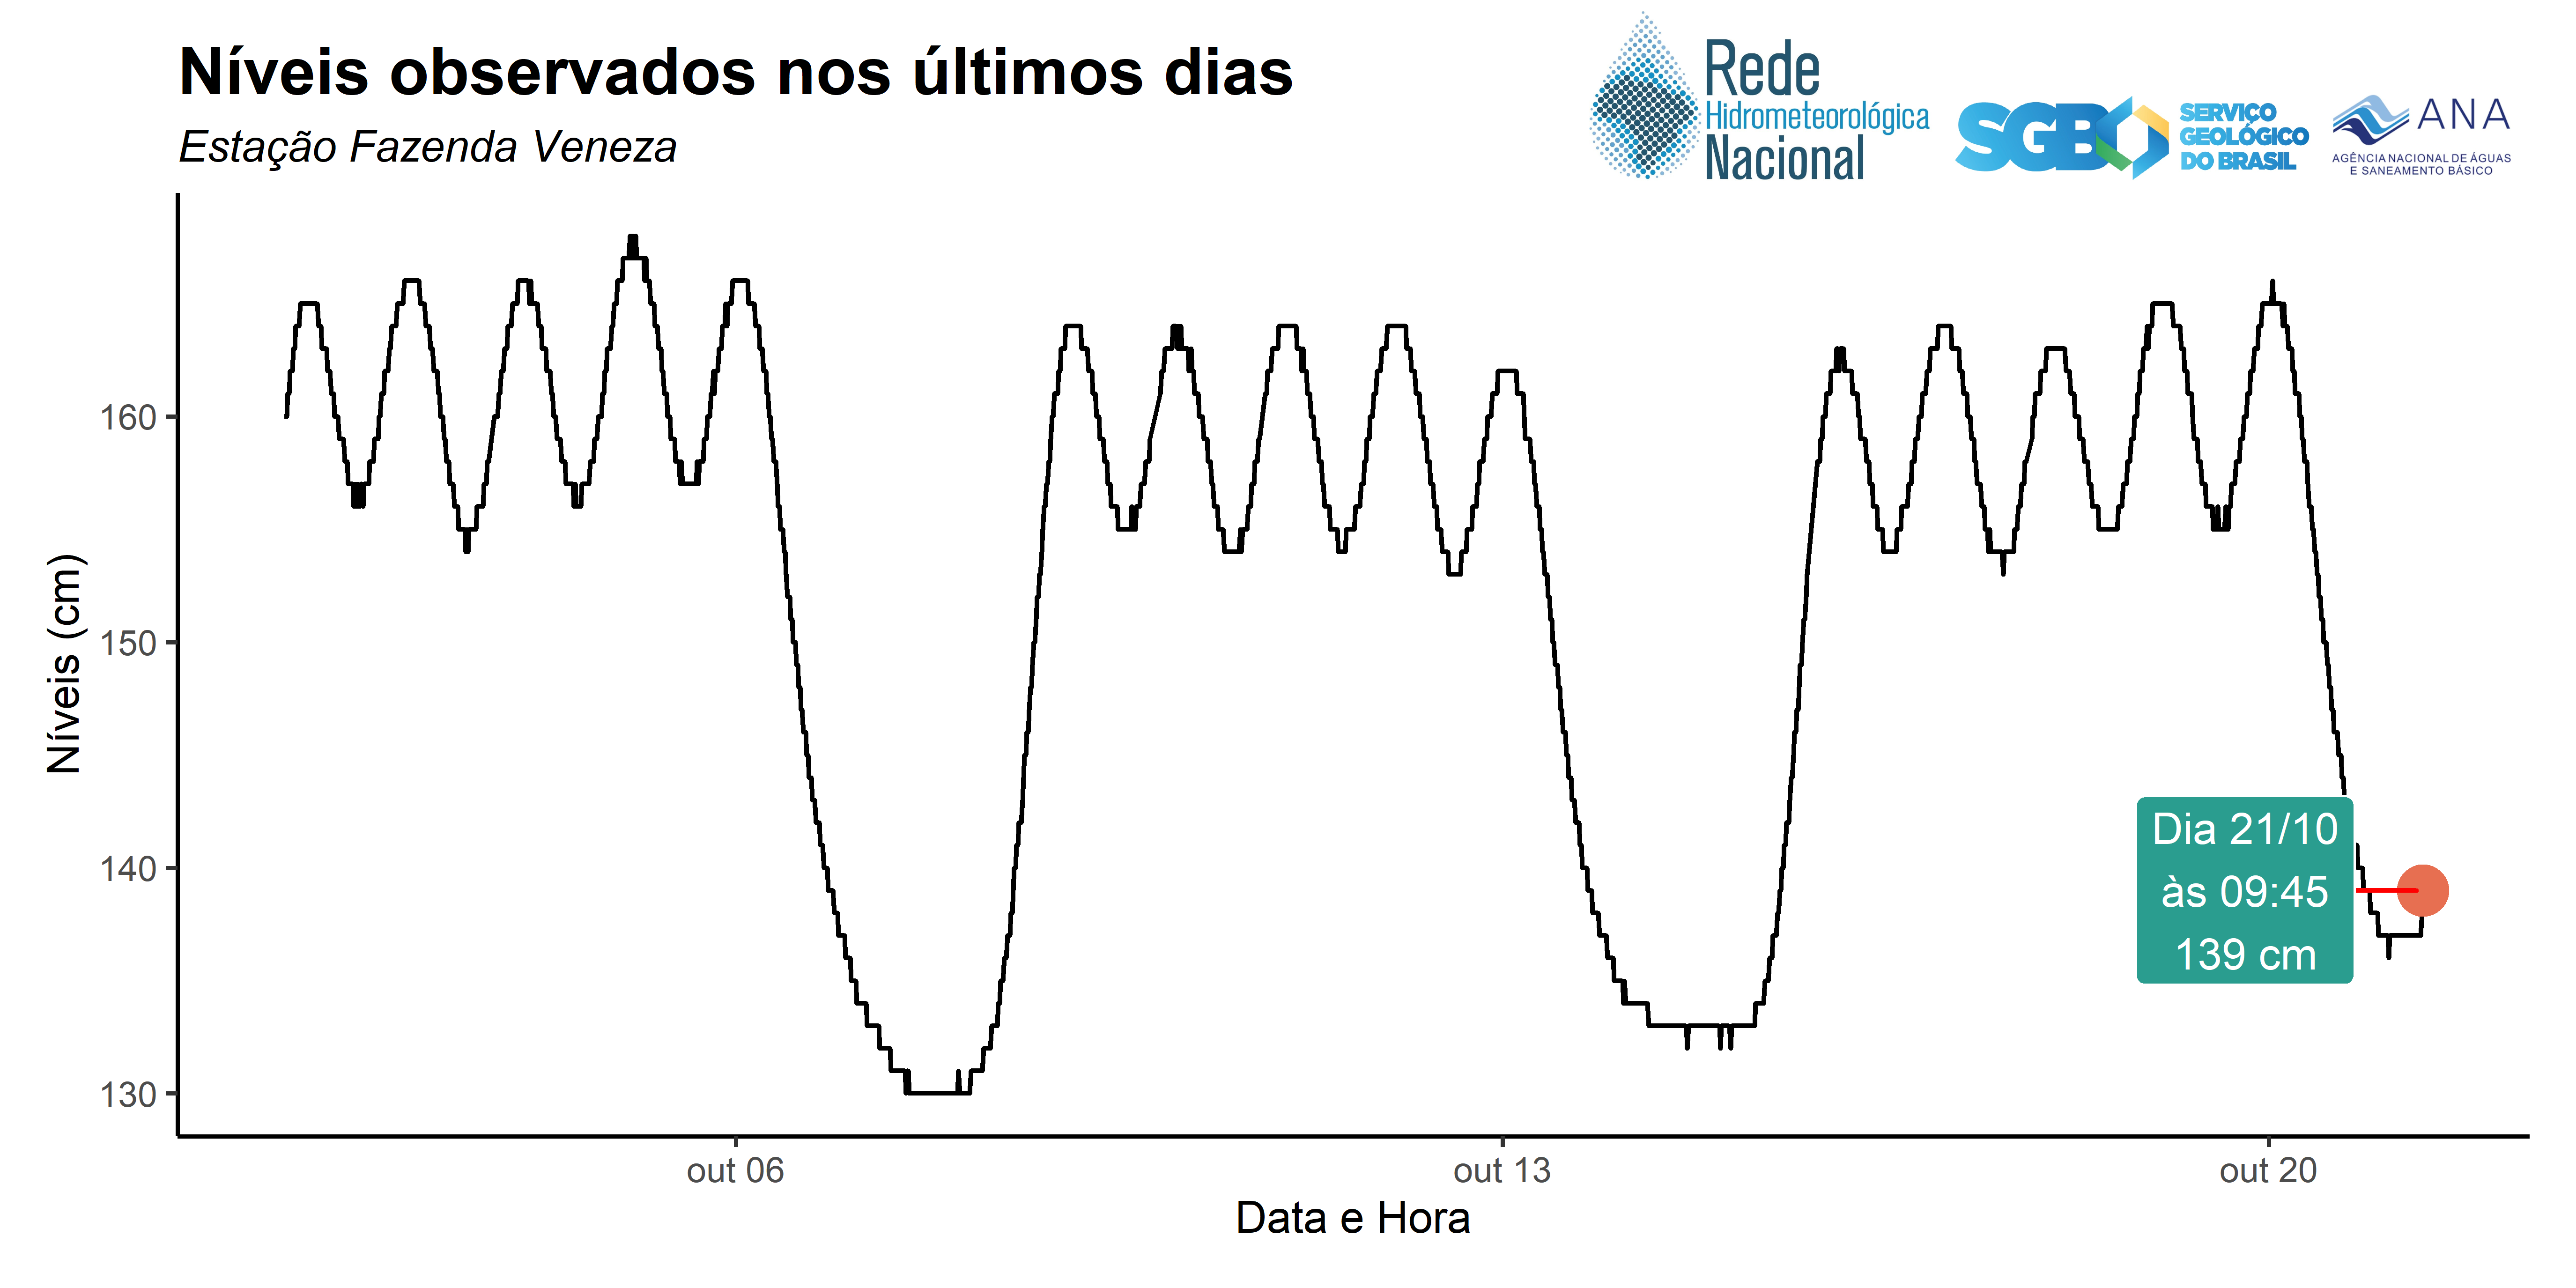 Níveis observados nos últimos dias
Estação Fazenda Veneza
Rede
Hidrometeorológica
Nacional
SGB
SERVIÇO
GEOLÓGICO
DO BRASIL
ANA
AGÊNCIA NACIONAL DE ÁGUAS
E SANEAMENTO BÁSICO
Níveis (cm)
160
150
140
130
Dia 21/10
às 09:45
139 cm
out 06
out 13
out 20
Data e Hora